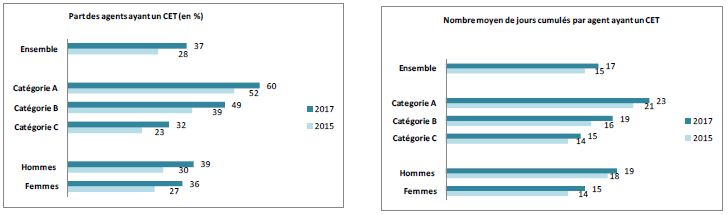 Part des agents ayant un CET (en %)
Ensemble 37
28
Catégorie A 60
52
Catégorie B 49
39
Catégorie C 32
23
Hommes 39
30
Femmes 36
27
2017
2015
Nombre moyen de jours cumulés par agent ayant un CET
Ensemble 17
15
Categorie A 23
21
Catégorie B 19
16
Catégorie C 15
14
Hommes 19
18
Femmes 15
14
2017
2015